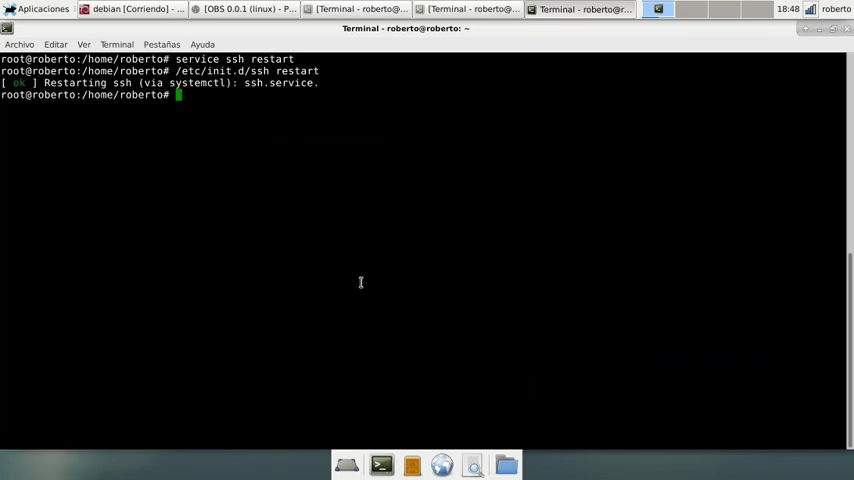 Aplicaciones
debian [Corriendo] - ...
[OBS 0.0.1 (linux) - P...
[Terminal - roberto@...
[Terminal - roberto@...
Terminal - roberto@r...
18:48
roberto
Terminal - roberto@roberto: ~
Archivo Editar Ver Terminal Pestañas Ayuda
root@roberto:/home/roberto# service ssh restart
root@roberto:/home/roberto# /etc/init.d/ssh restart
[ ok ] Restarting ssh (via systemctl): ssh.service.
root@roberto:/home/roberto#